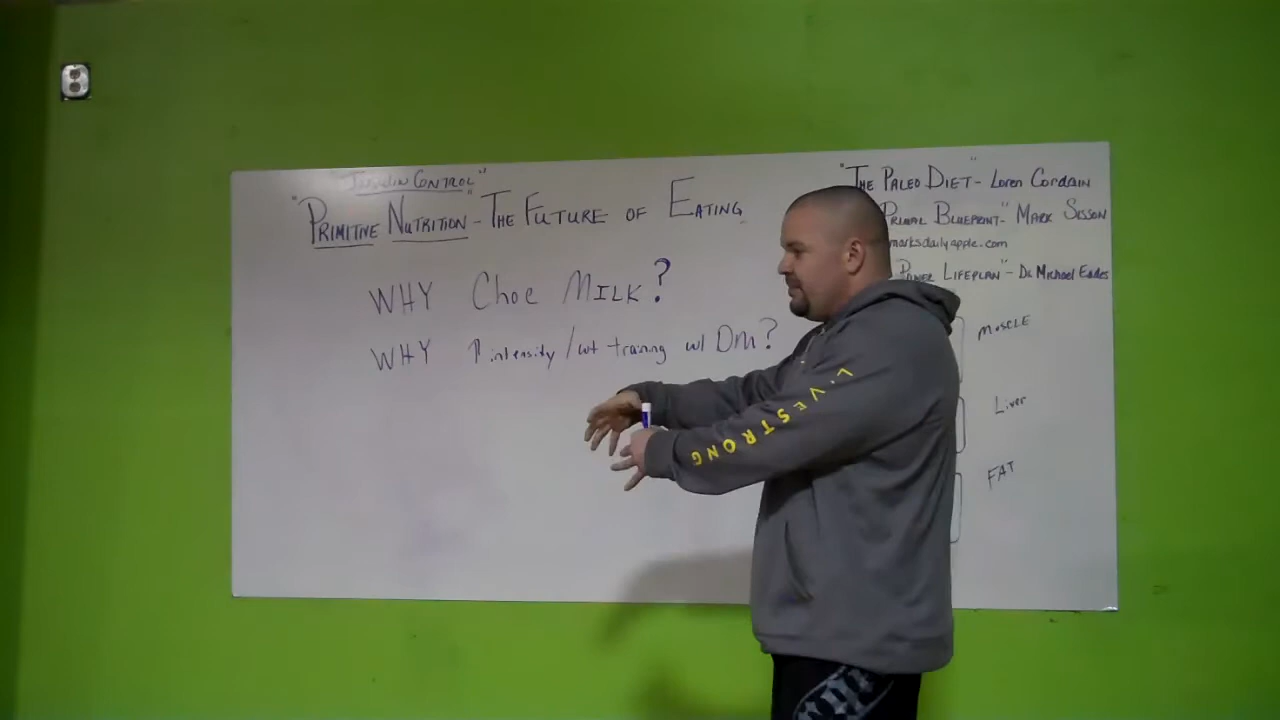 "Insulin Control"
"Primitive Nutrition" - The Future of Eating
WHY Choc Milk?
WHY ↑ intensity / wt training w/ DM?
"The Paleo Diet" - Loren Cordain
Primal Blueprint" - Mark Sisson
marksdailyapple.com
Power Lifeplan" - Dr. Michael Eades
Muscle
Liver
FAT
LIVESTRONG